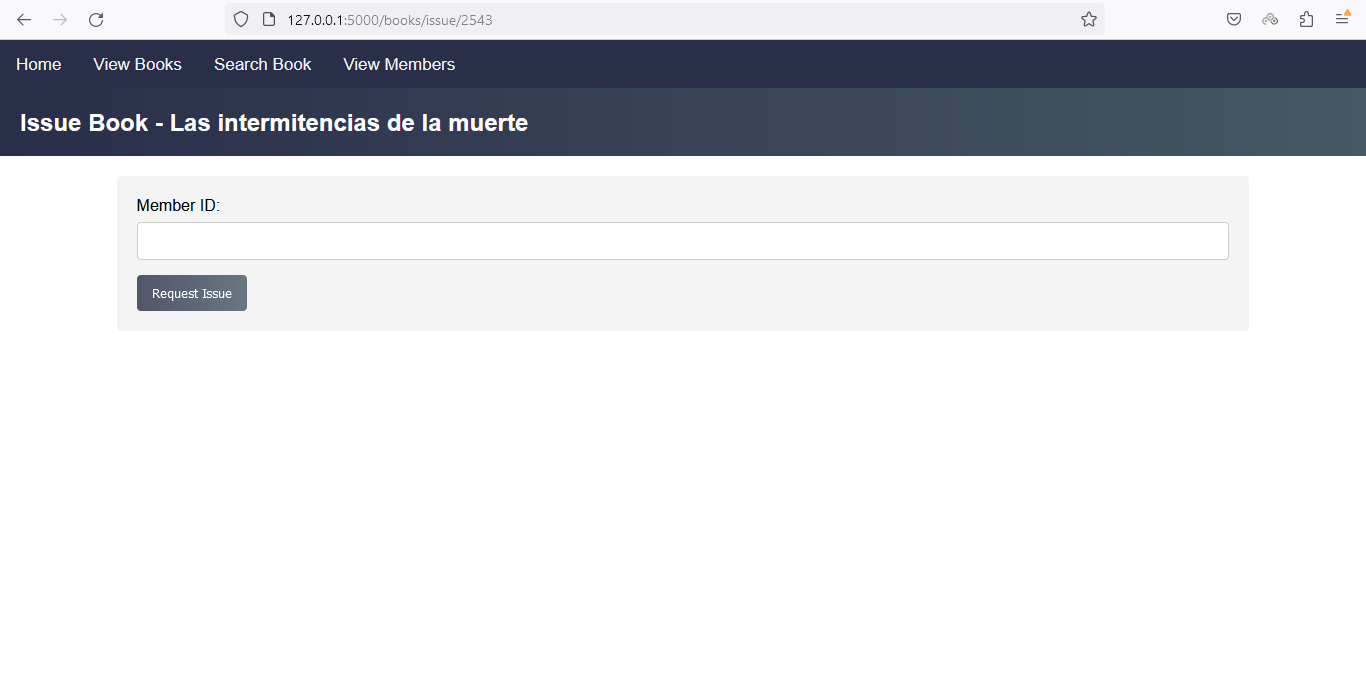 127.0.0.1:5000/books/issue/2543
Home View Books Search Book View Members
Issue Book - Las intermitencias de la muerte
Member ID:
Request Issue